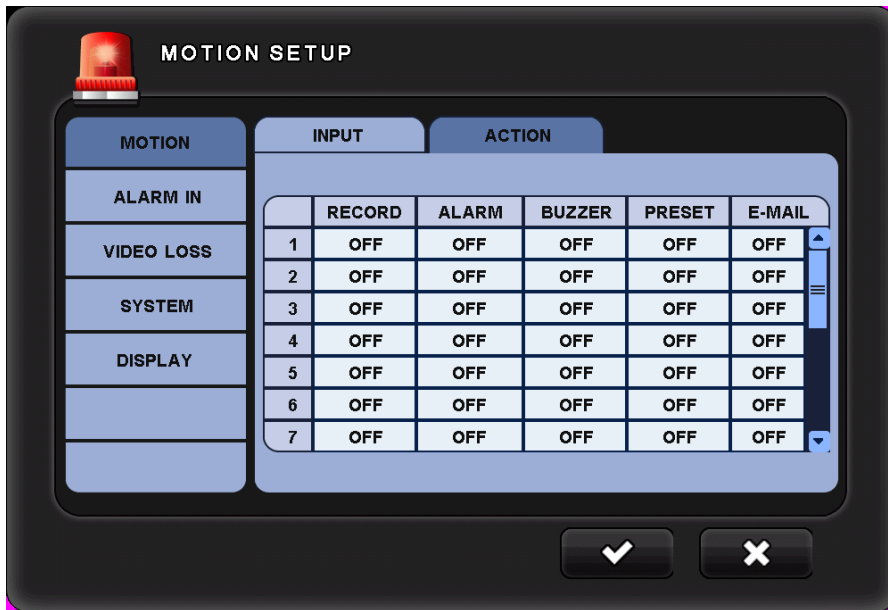 MOTION SETUP
MOTION
ALARM IN
VIDEO LOSS
SYSTEM
DISPLAY
INPUT ACTION
RECORD ALARM BUZZER PRESET E-MAIL
1 OFF OFF OFF OFF OFF
2 OFF OFF OFF OFF OFF
3 OFF OFF OFF OFF OFF
4 OFF OFF OFF OFF OFF
5 OFF OFF OFF OFF OFF
6 OFF OFF OFF OFF OFF
7 OFF OFF OFF OFF OFF